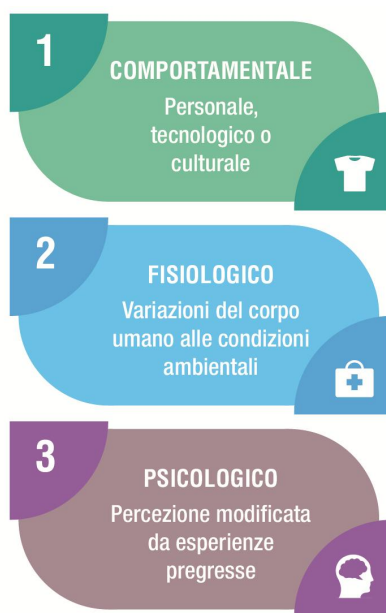 1
COMPORTAMENTALE
Personale,
tecnologico o
culturale
2
FISIOLOGICO
Variazioni del corpo
umano alle condizioni
ambientali
3
PSICOLOGICO
Percezione modificata
da esperienze
pregresse